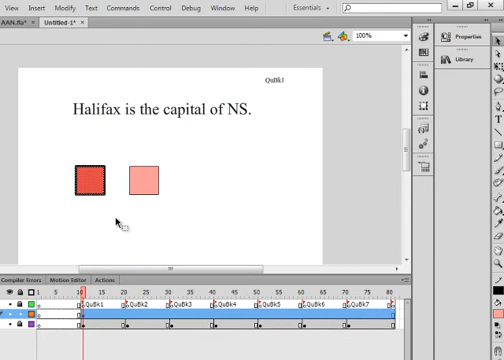 View Insert Modify Text Commands Control Debug Window Help Essentials
AAN.fla* Untitled-1*
100%
QuBk1
Halifax is the capital of NS.
Properties
Library
Compiler Errors Motion Editor Actions
1 5 10 15 20 25 30 35 40 45 50 55 60 65 70 75 80
QuBk1 QuBk2 QuBk3 QuBk4 QuBk5 QuBk6 QuBk7